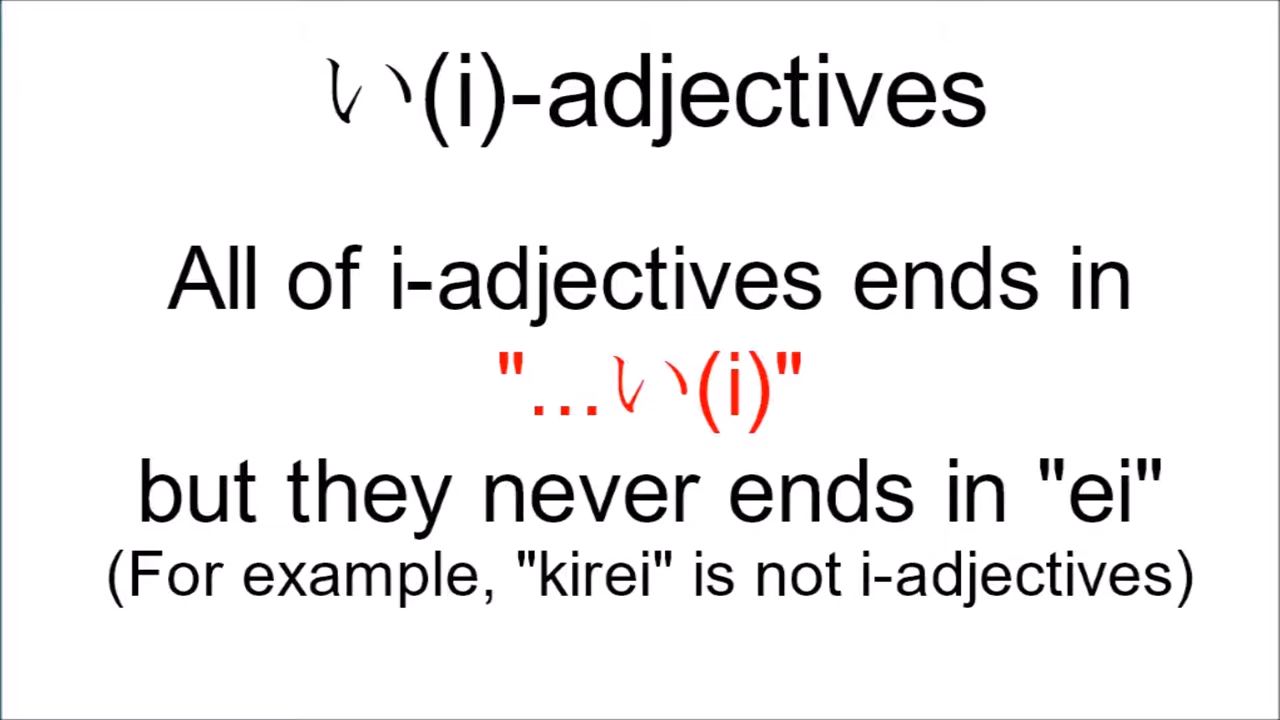 い(i)-adjectives
All of i-adjectives ends in
"...い(i)"
but they never ends in "ei"
(For example, "kirei" is not i-adjectives)